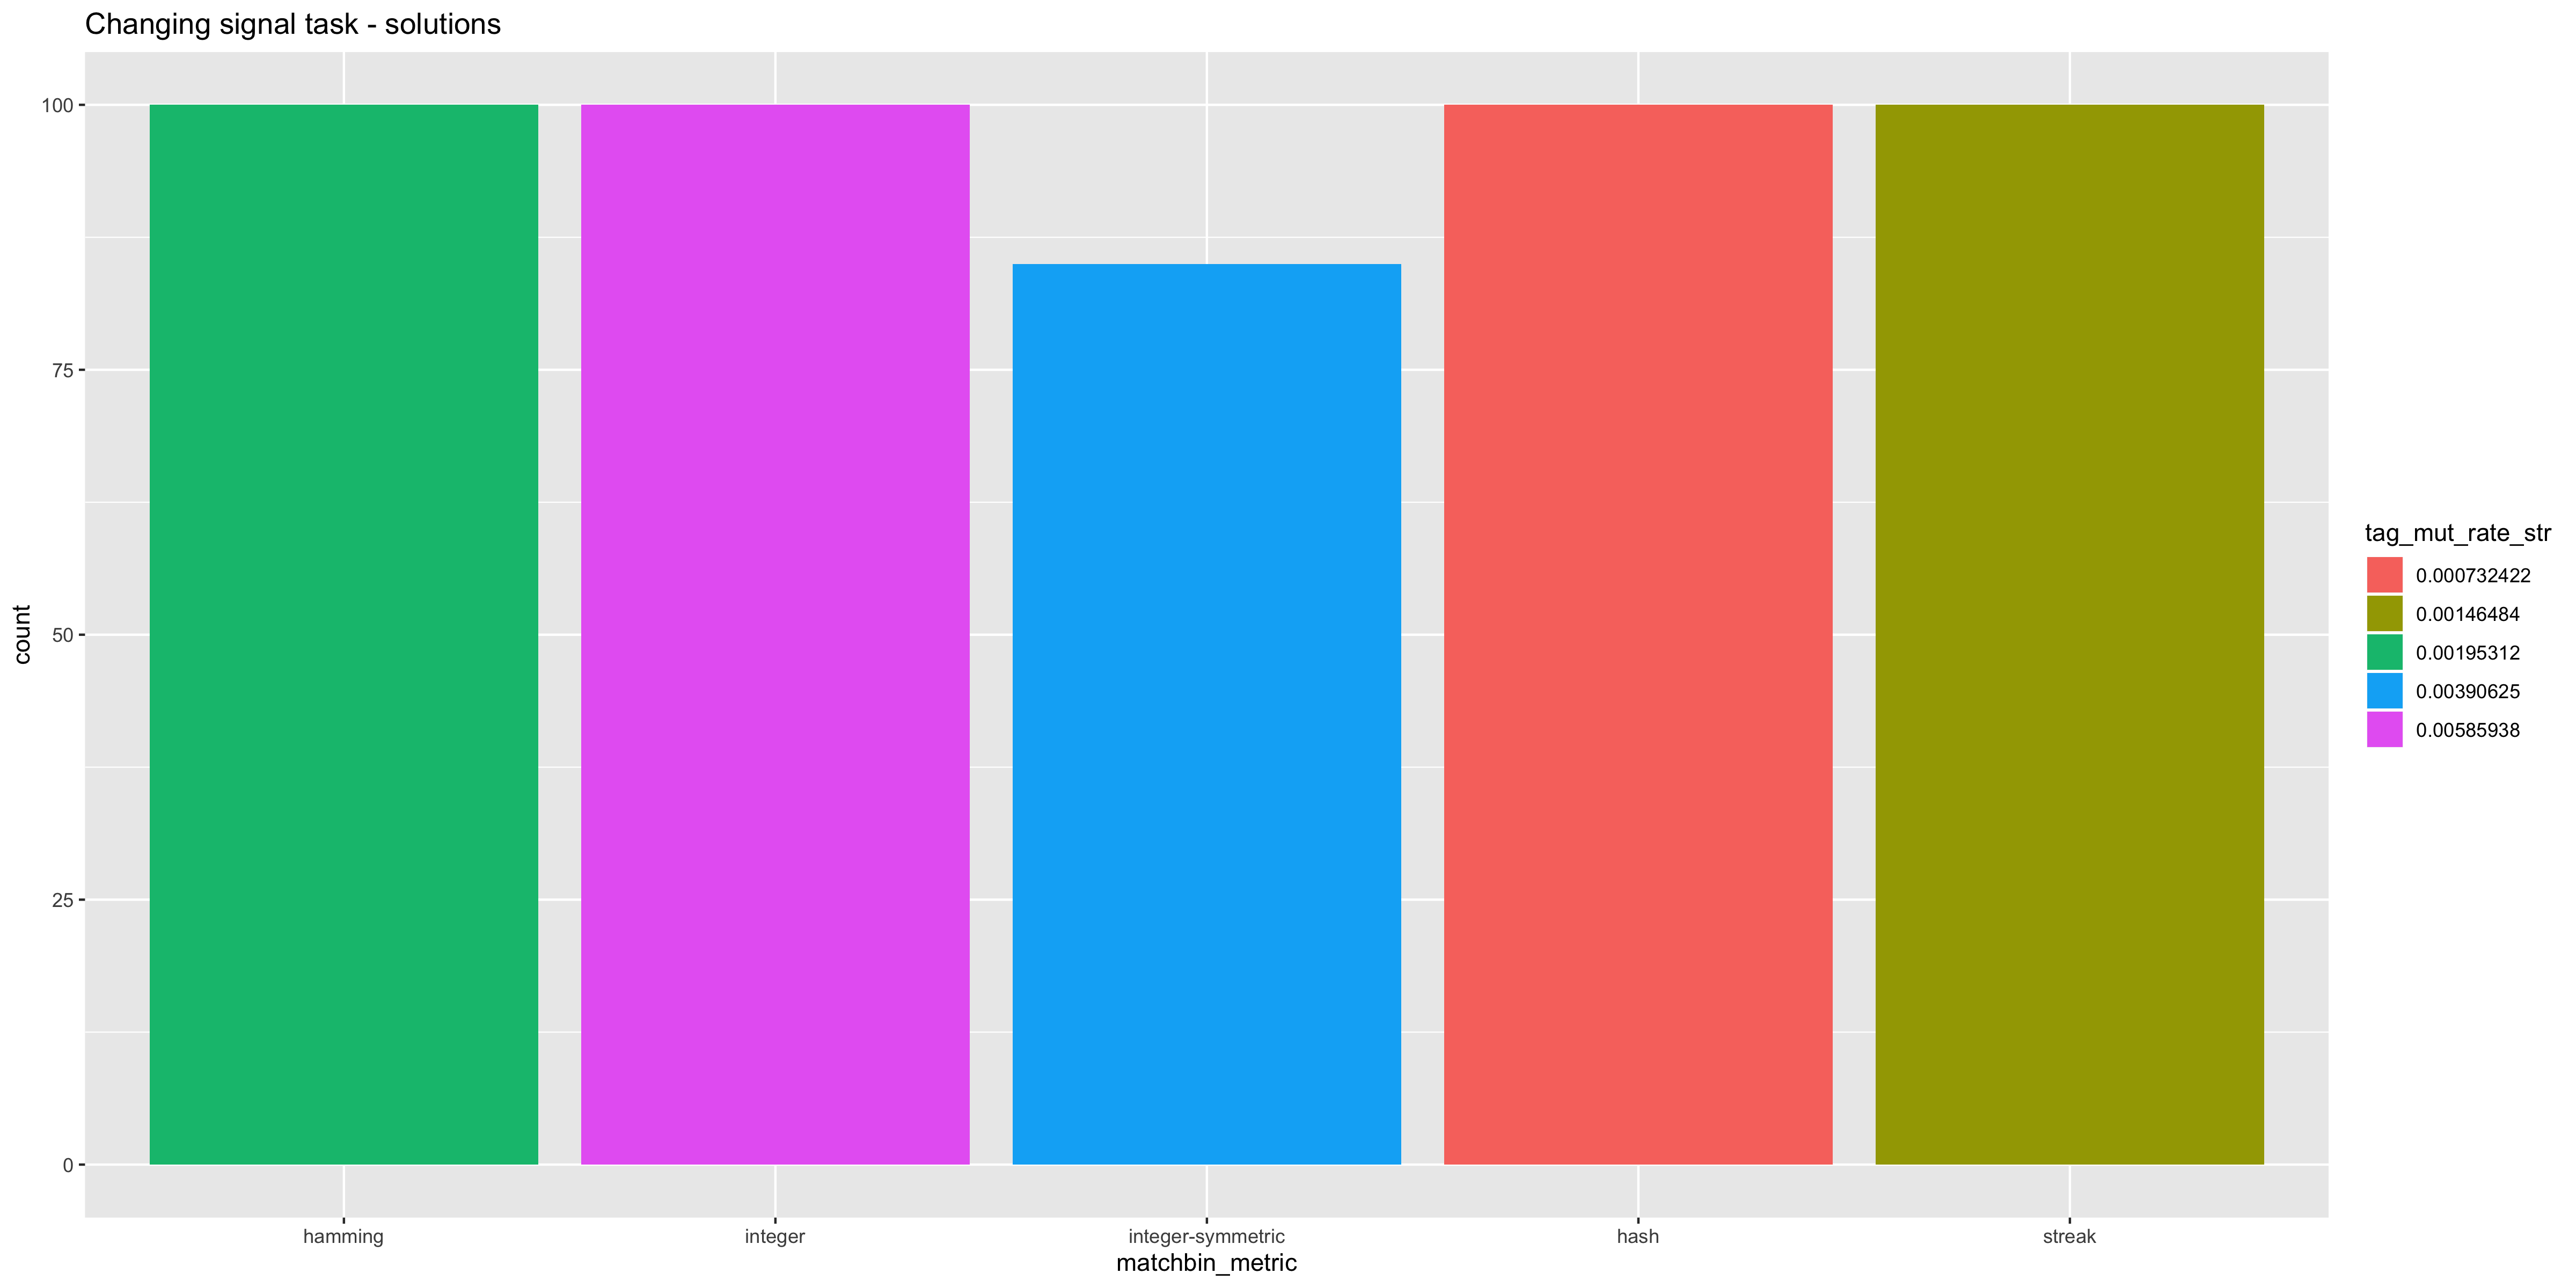 Changing signal task - solutions
count
100
75
50
25
0
hamming
integer
integer-symmetric
hash
streak
matchbin_metric
tag_mut_rate_str
0.000732422
0.00146484
0.00195312
0.00390625
0.00585938